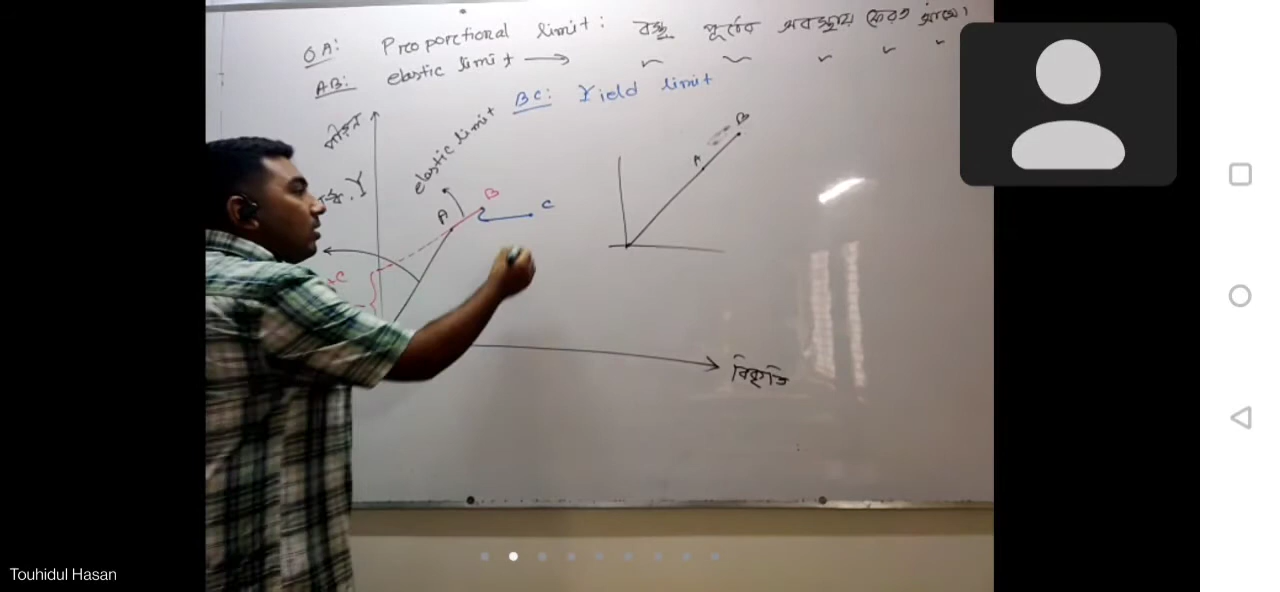 OA: Proportional limit: বস্তু পূর্বের অবস্থায় ফেরত আসে।
AB: elastic limit →
BC: Yield limit
পীড়ন
elastic limit
Y
A
B
C
A
B
C
বিকৃতি
Touhidul Hasan